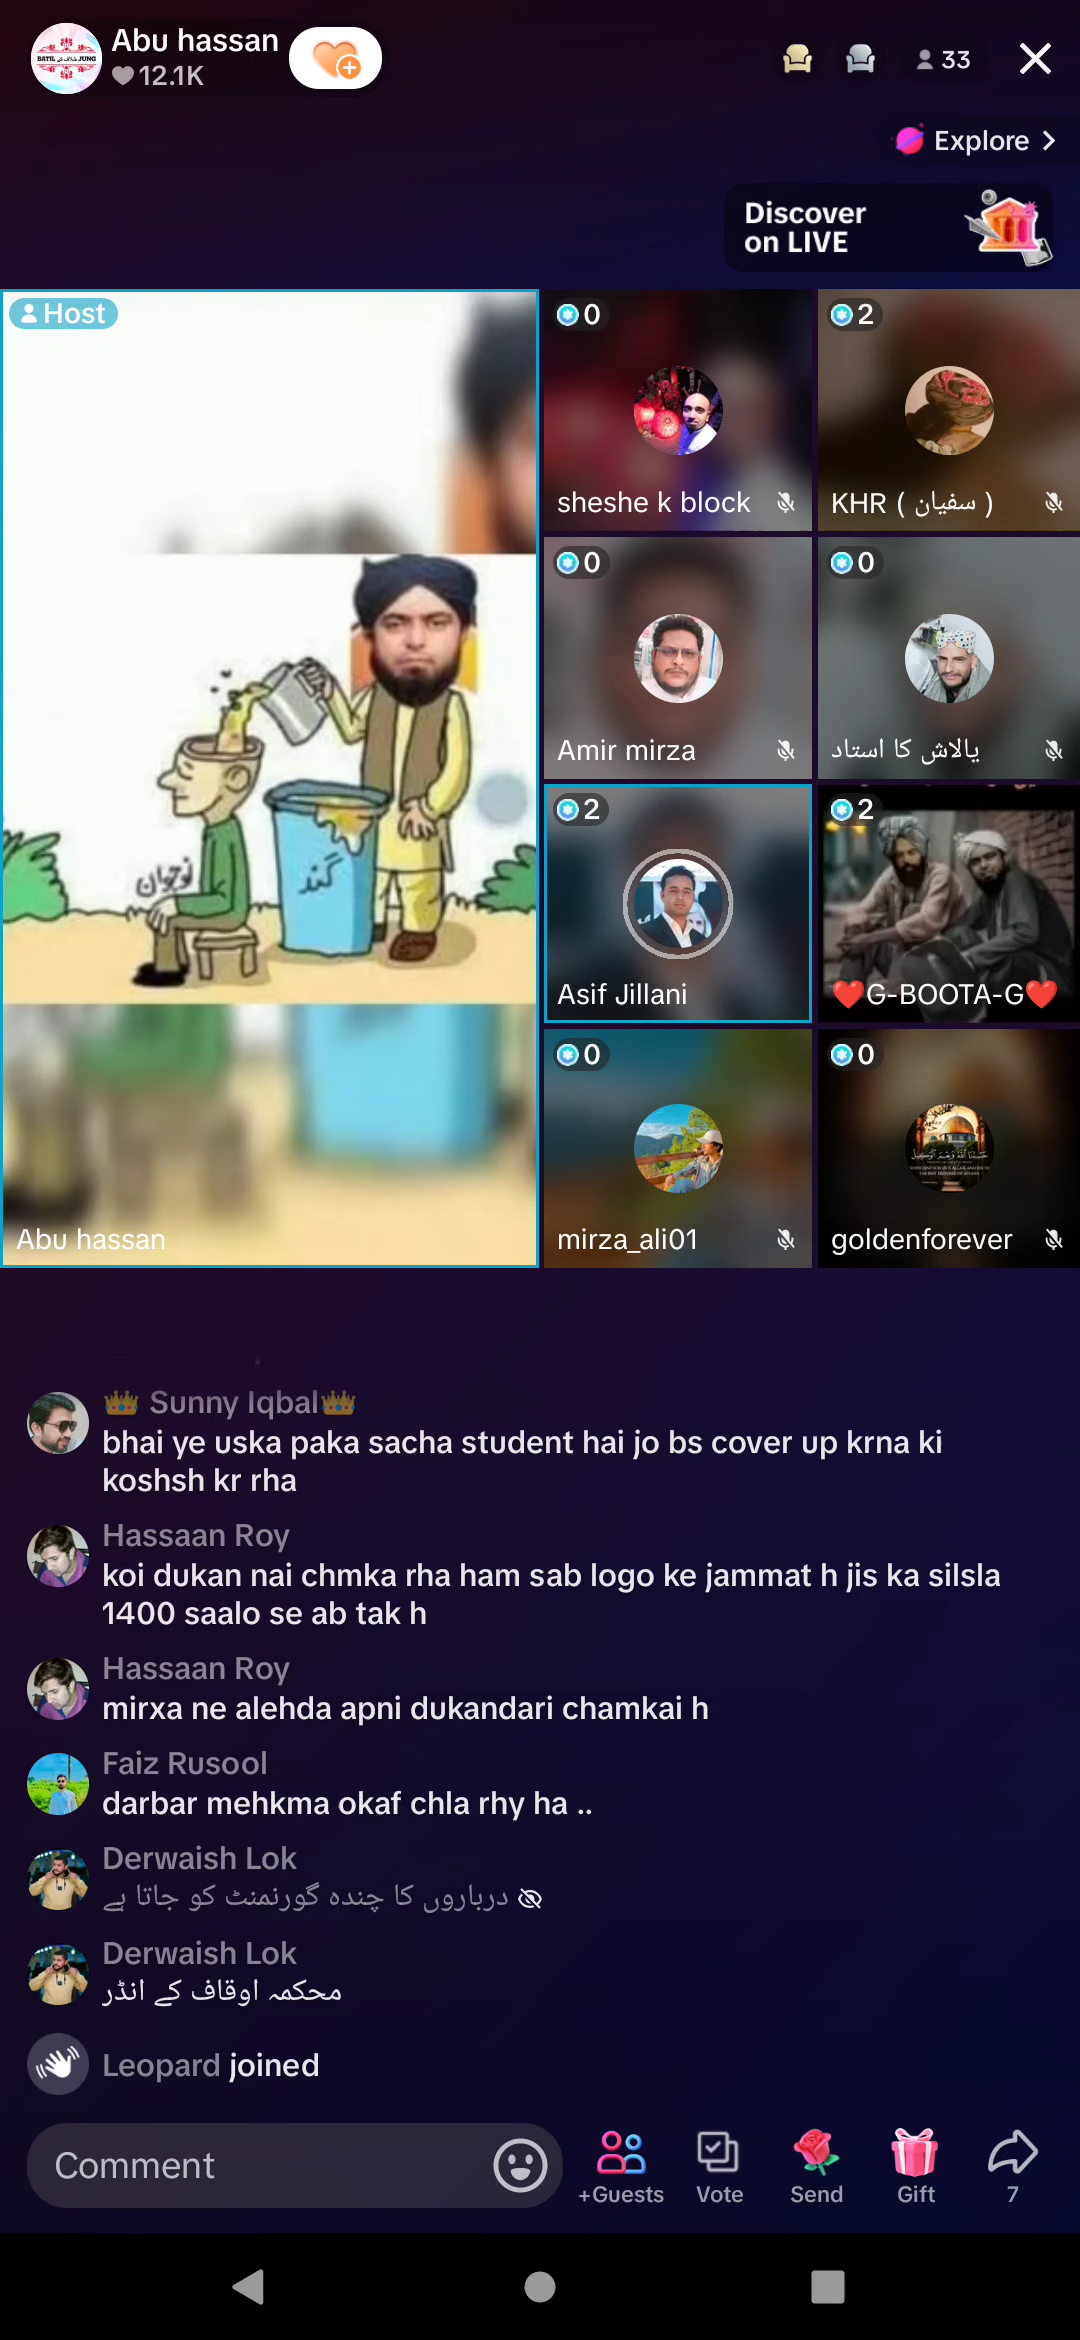 Abu hassan
BATIL کے خلاف JUNG
12.1K
33
Explore
Discover
on LIVE
Host
0
2
sheshe k block
KHR ( سفیان )
0
0
Amir mirza
یالاش کا استاد
نوجوان
گند
2
2
Asif Jillani
❤️G-BOOTA-G❤️
0
0
Abu hassan
mirza_ali01
goldenforever
👑 Sunny Iqbal👑
bhai ye uska paka sacha student hai jo bs cover up krna ki
koshsh kr rha
Hassaan Roy
koi dukan nai chmka rha ham sab logo ke jammat h jis ka silsla
1400 saalo se ab tak h
Hassaan Roy
mirxa ne alehda apni dukandari chamkai h
Faiz Rusool
darbar mehkma okaf chla rhy ha ..
Derwaish Lok
درباروں کا چندہ گورنمنٹ کو جاتا ہے
Derwaish Lok
محکمہ اوقاف کے انڈر
Leopard joined
Comment
+Guests
Vote
Send
Gift
7